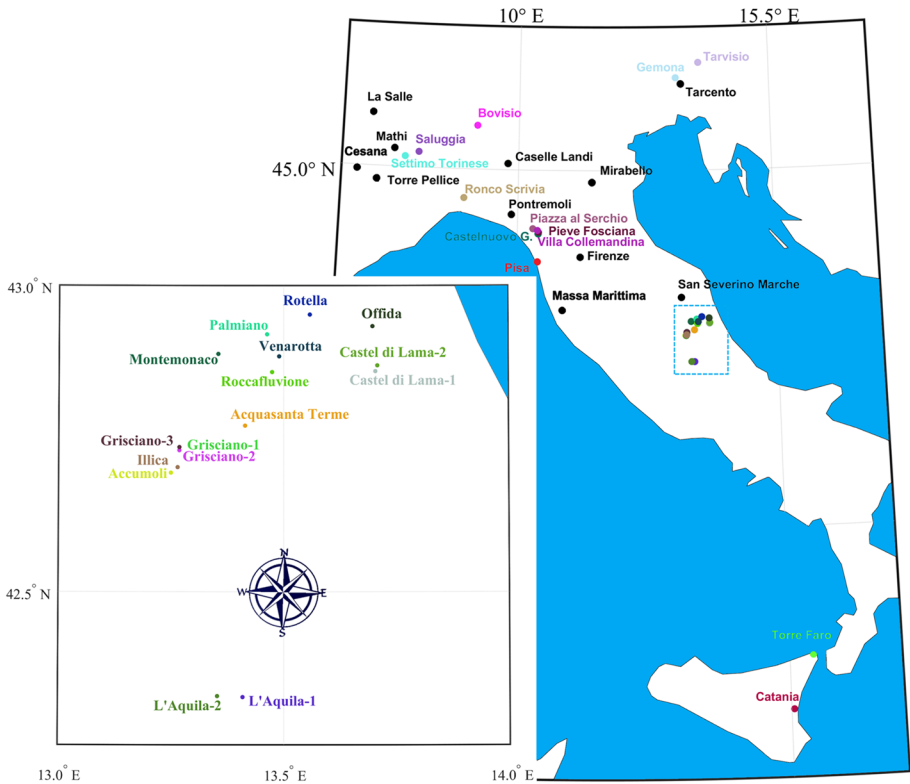 10° E
15.5° E
Tarvisio
Gemona
Tarcento
La Salle
Bovisio
Mathi
Saluggia
Cesana
Settimo Torinese
Caselle Landi
45.0° N
Torre Pellice
Mirabello
Ronco Scrivia
Pontremoli
Piazza al Serchio
Pieve Fosciana
Castelnuovo G.
Villa Collemandina
Firenze
Pisa
San Severino Marche
Massa Marittima
43.0° N
Rotella
Offida
Palmiano
Venarotta
Castel di Lama-2
Montemonaco
Roccafluvione
Castel di Lama-1
Acquasanta Terme
Grisciano-3
Grisciano-1
Grisciano-2
Illica
Accumoli
N
W
E
S
42.5° N
L'Aquila-2
L'Aquila-1
13.0° E
13.5° E
14.0° E
Torre Faro
Catania